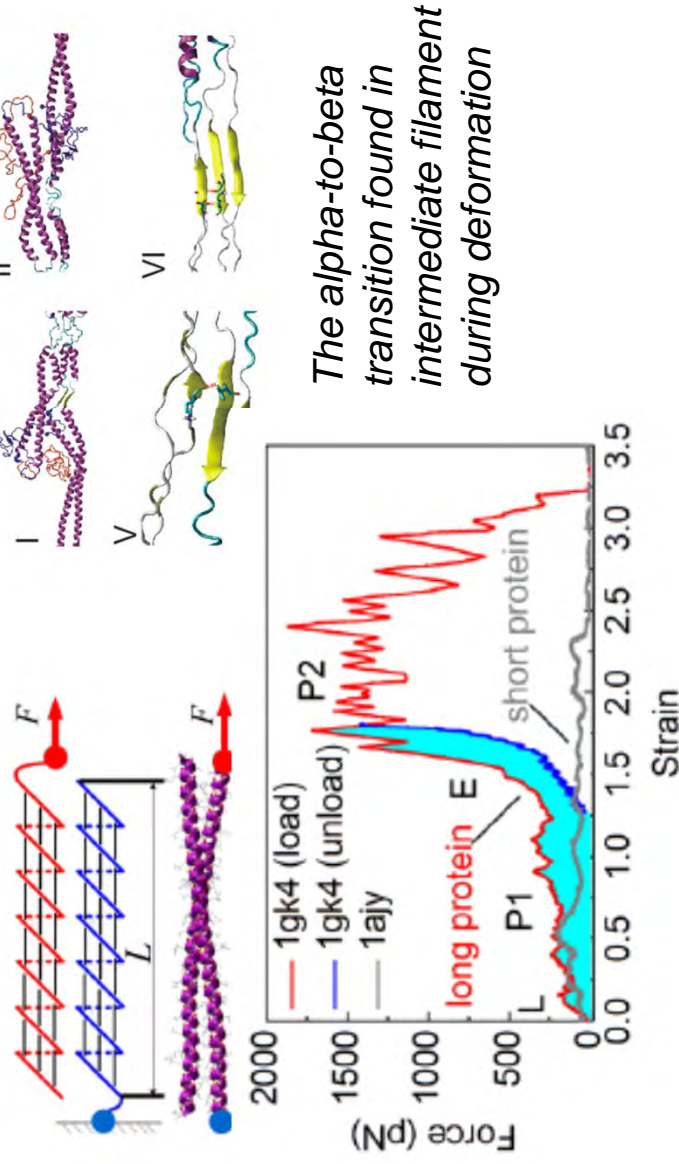 F
L
F
I
II
V
VI
2000
1500
1000
500
0
Force (pN)
1gk4 (load)
1gk4 (unload)
1ajy
long protein
short protein
L
P1
E
P2
0.0
0.5
1.0
1.5
2.0
2.5
3.0
3.5
Strain
The alpha-to-beta
transition found in
intermediate filament
during deformation